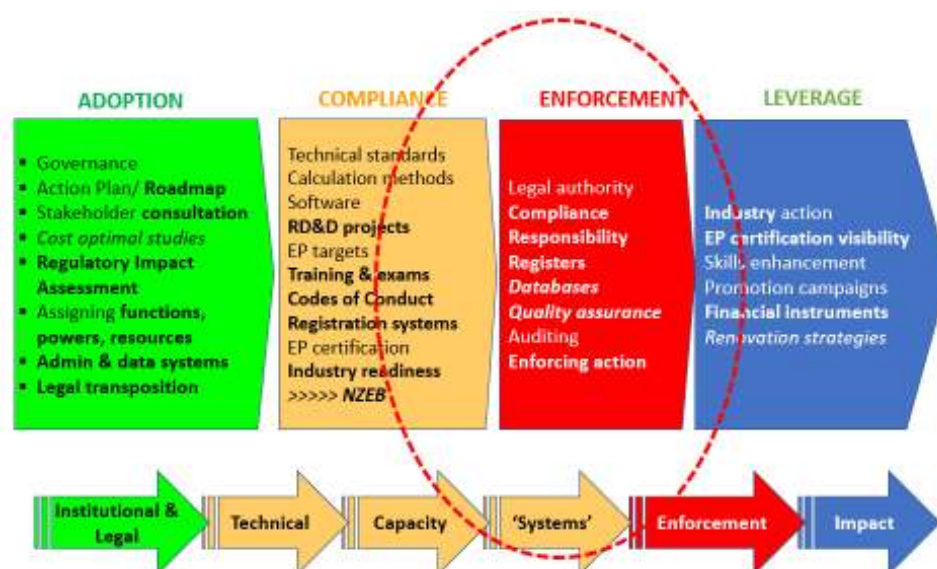 ADOPTION
COMPLIANCE
ENFORCEMENT
LEVERAGE
▪ Governance
▪ Action Plan/ Roadmap
▪ Stakeholder consultation
▪ Cost optimal studies
▪ Regulatory Impact
Assessment
▪ Assigning functions,
powers, resources
▪ Admin & data systems
▪ Legal transposition
Technical standards
Calculation methods
Software
RD&D projects
EP targets
Training & exams
Codes of Conduct
Registration systems
EP certification
Industry readiness
>>>>> NZEB
Legal authority
Compliance
Responsibility
Registers
Databases
Quality assurance
Auditing
Enforcing action
Industry action
EP certification visibility
Skills enhancement
Promotion campaigns
Financial instruments
Renovation strategies
Institutional &
Legal
Technical
Capacity
'Systems'
Enforcement
Impact